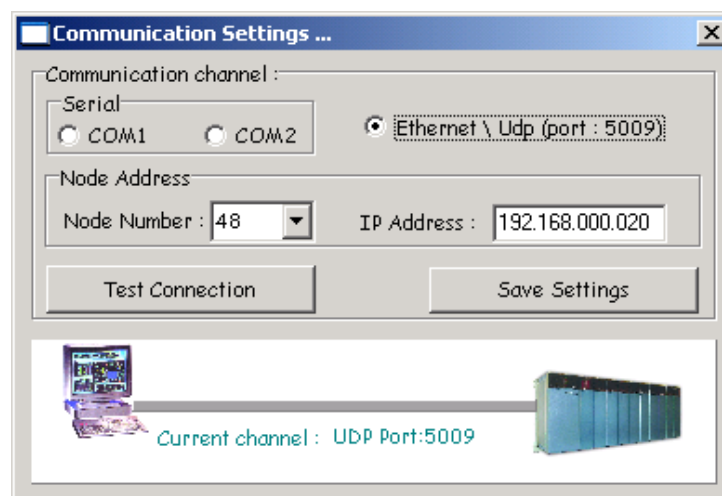 Communication Settings ...
Communication channel :
Serial
COM1 COM2 Ethernet \ Udp (port : 5009)
Node Address
Node Number : 48 IP Address : 192.168.000.020
Test Connection Save Settings
Current channel : UDP Port:5009